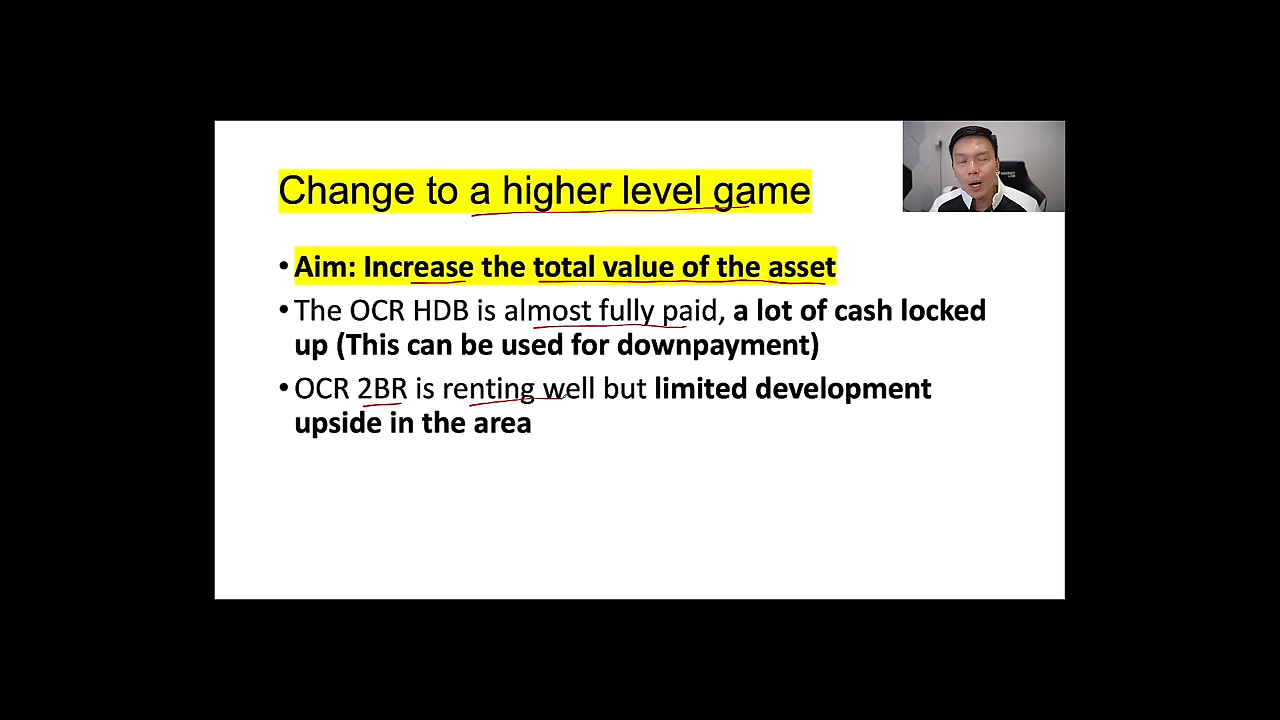 Change to a higher level game
• Aim: Increase the total value of the asset
• The OCR HDB is almost fully paid, a lot of cash locked
up (This can be used for downpayment)
• OCR 2BR is renting well but limited development
upside in the area